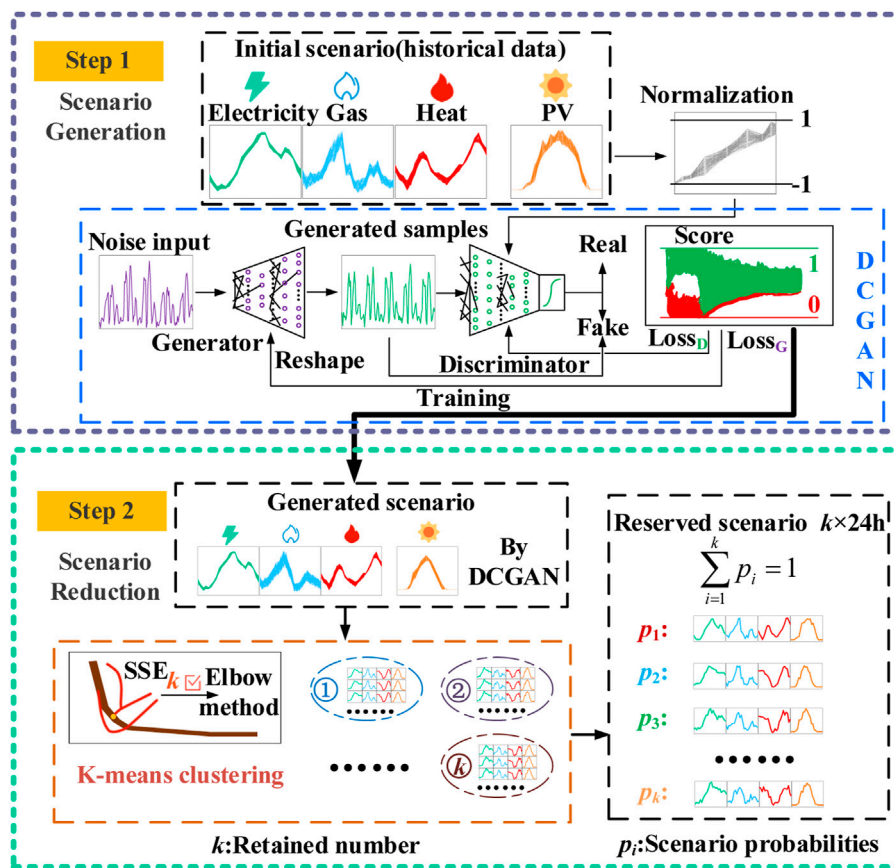 Step 1
Scenario
Generation
Initial scenario(historical data)
Electricity Gas Heat PV
Normalization
1
-1
Noise input
Generated samples
Generator
Reshape
Discriminator
Training
Real
Fake
Score
1
0
Loss_D Loss_G
D
C
G
A
N
Step 2
Scenario
Reduction
Generated scenario
By
DCGAN
SSE
k
Elbow
method
K-means clustering
①
②
ⓚ
••••••
k:Retained number
Reserved scenario k×24h
\sum_{i=1}^{k} p_i = 1
p₁:
p₂:
p₃:
••••••
pₖ:
pᵢ:Scenario probabilities